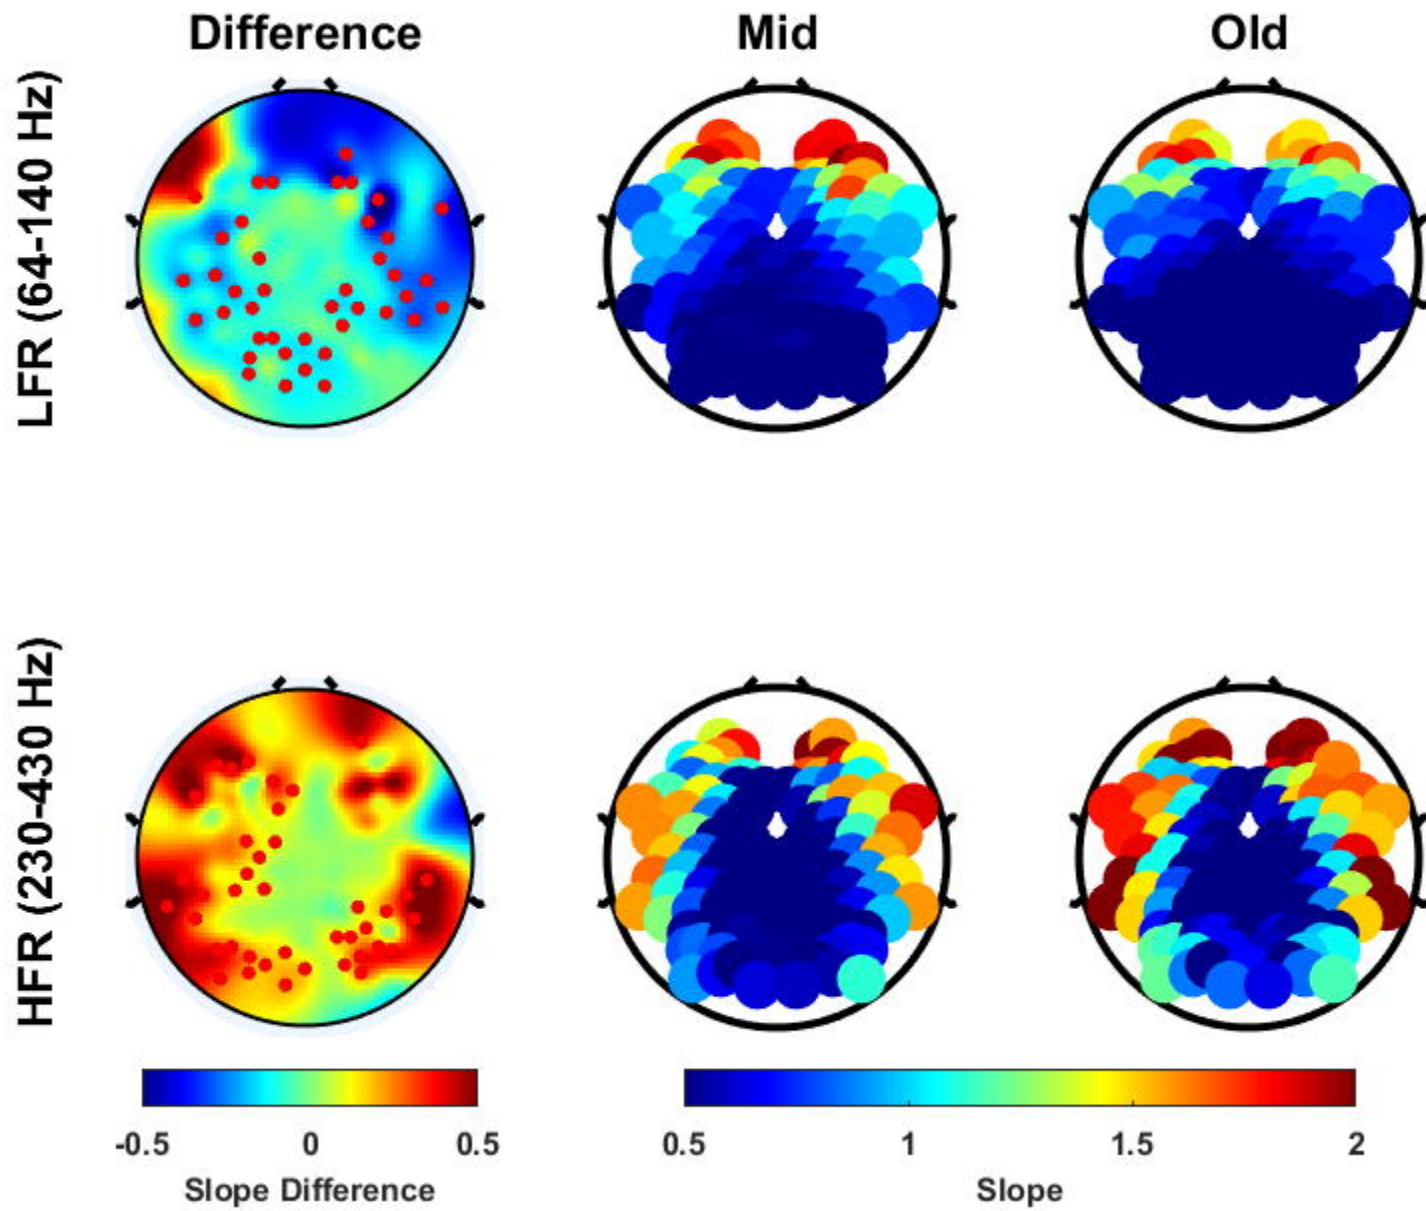 Difference Mid Old
LFR (64-140 Hz)
HFR (230-430 Hz)
-0.5 0 0.5 0.5 1 1.5 2
Slope Difference Slope